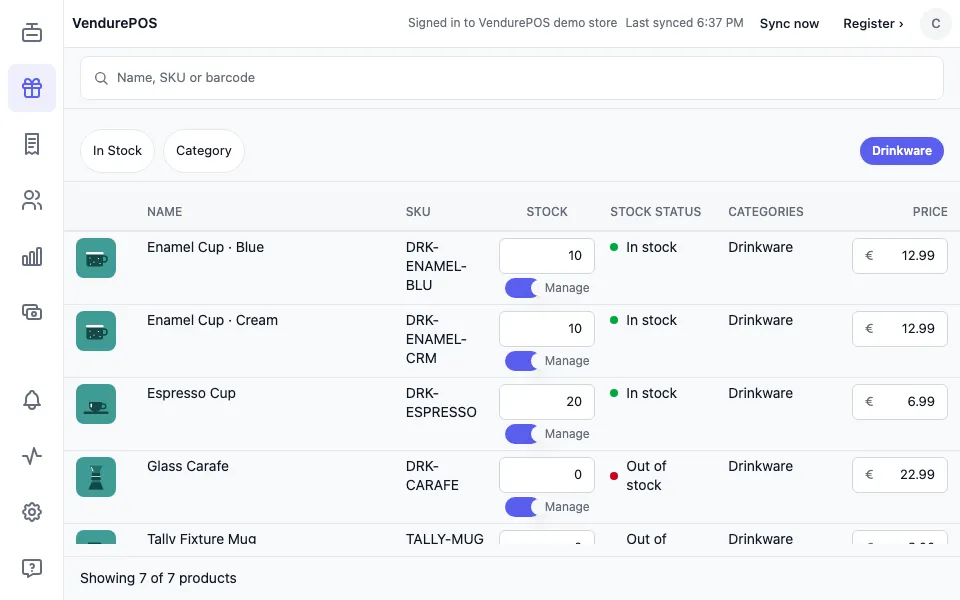 VendurePOS
Signed in to VendurePOS demo store Last synced 6:37 PM Sync now Register › C
Name, SKU or barcode
In Stock Category Drinkware
NAME SKU STOCK STOCK STATUS CATEGORIES PRICE
Enamel Cup · Blue DRK-ENAMEL-BLU 10 Manage In stock Drinkware € 12.99
Enamel Cup · Cream DRK-ENAMEL-CRM 10 Manage In stock Drinkware € 12.99
Espresso Cup DRK-ESPRESSO 20 Manage In stock Drinkware € 6.99
Glass Carafe DRK-CARAFE 0 Manage Out of stock Drinkware € 22.99
Tally Fixture Mug TALLY-MUG Out of Drinkware
Showing 7 of 7 products